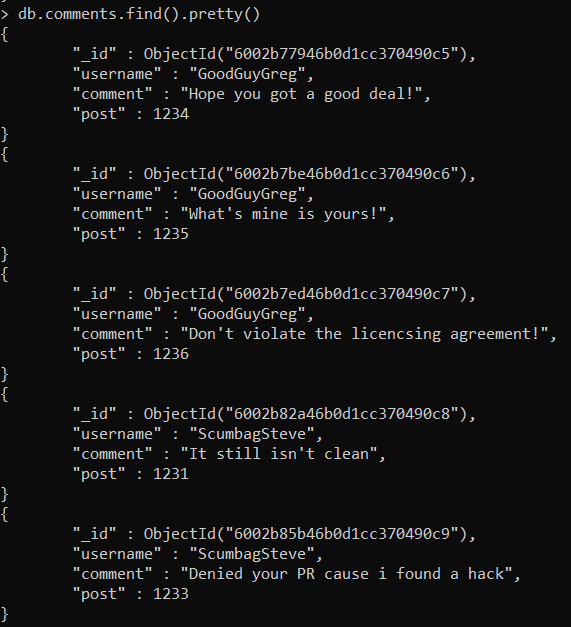 > db.comments.find().pretty()
{
"_id" : ObjectId("6002b77946b0d1cc370490c5"),
"username" : "GoodGuyGreg",
"comment" : "Hope you got a good deal!",
"post" : 1234
}
{
"_id" : ObjectId("6002b7be46b0d1cc370490c6"),
"username" : "GoodGuyGreg",
"comment" : "What's mine is yours!",
"post" : 1235
}
{
"_id" : ObjectId("6002b7ed46b0d1cc370490c7"),
"username" : "GoodGuyGreg",
"comment" : "Don't violate the licencsing agreement!",
"post" : 1236
}
{
"_id" : ObjectId("6002b82a46b0d1cc370490c8"),
"username" : "ScumbagSteve",
"comment" : "It still isn't clean",
"post" : 1231
}
{
"_id" : ObjectId("6002b85b46b0d1cc370490c9"),
"username" : "ScumbagSteve",
"comment" : "Denied your PR cause i found a hack",
"post" : 1233
}